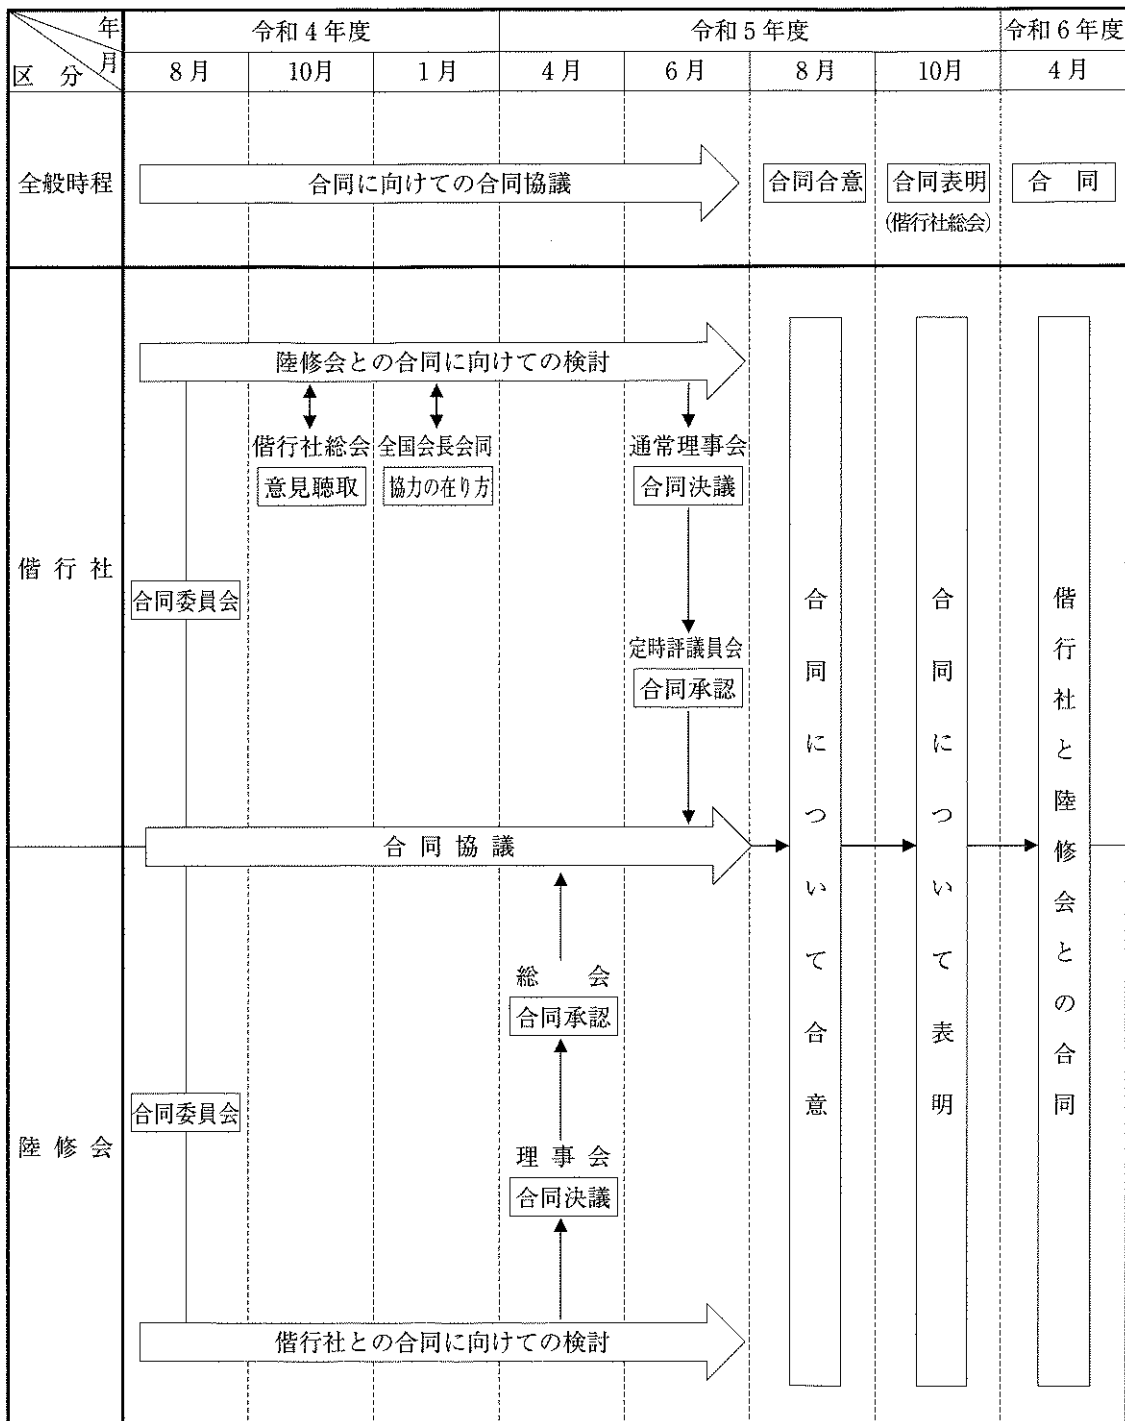 年
月
区 分
令和4年度
令和5年度
令和6年度
8月
10月
1月
4月
6月
8月
10月
4月
全般時程
合同に向けての合同協議
合同合意
合同表明
(偕行社総会)
合 同
偕行社
陸修会との合同に向けての検討
偕行社総会
意見聴取
全国会長会同
協力の在り方
通常理事会
合同決議
合同委員会
定時評議員会
合同承認
合同協議
合同について合意
合同について表明
偕行社と陸修会との合同
陸修会
総 会
合同承認
合同委員会
理事会
合同決議
偕行社との合同に向けての検討